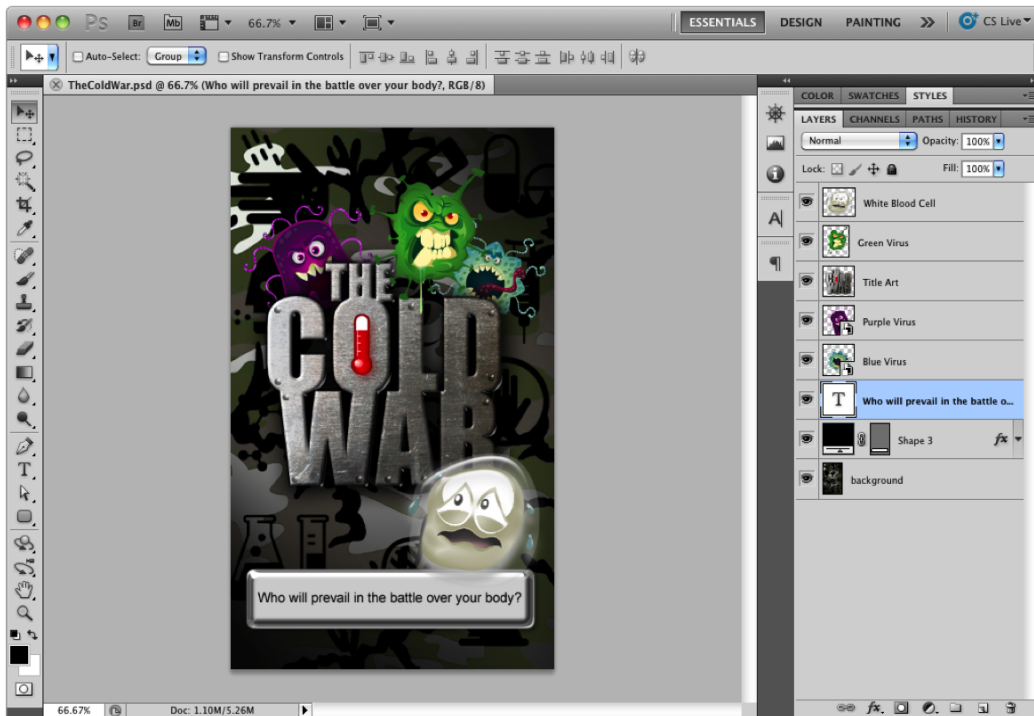 Ps Br Mb 66.7% ESSENTIALS DESIGN PAINTING CS Live
Auto-Select: Group Show Transform Controls
TheColdWar.psd @ 66.7% (Who will prevail in the battle over your body?, RGB/8)
COLOR SWATCHES STYLES
LAYERS CHANNELS PATHS HISTORY
Normal Opacity: 100%
Lock: Fill: 100%
White Blood Cell
Green Virus
Title Art
Purple Virus
Blue Virus
T Who will prevail in the battle o...
Shape 3 fx
background
THE
COLD
WAR
Who will prevail in the battle over your body?
A
T
66.67% Doc: 1.10M/5.26M
fx.